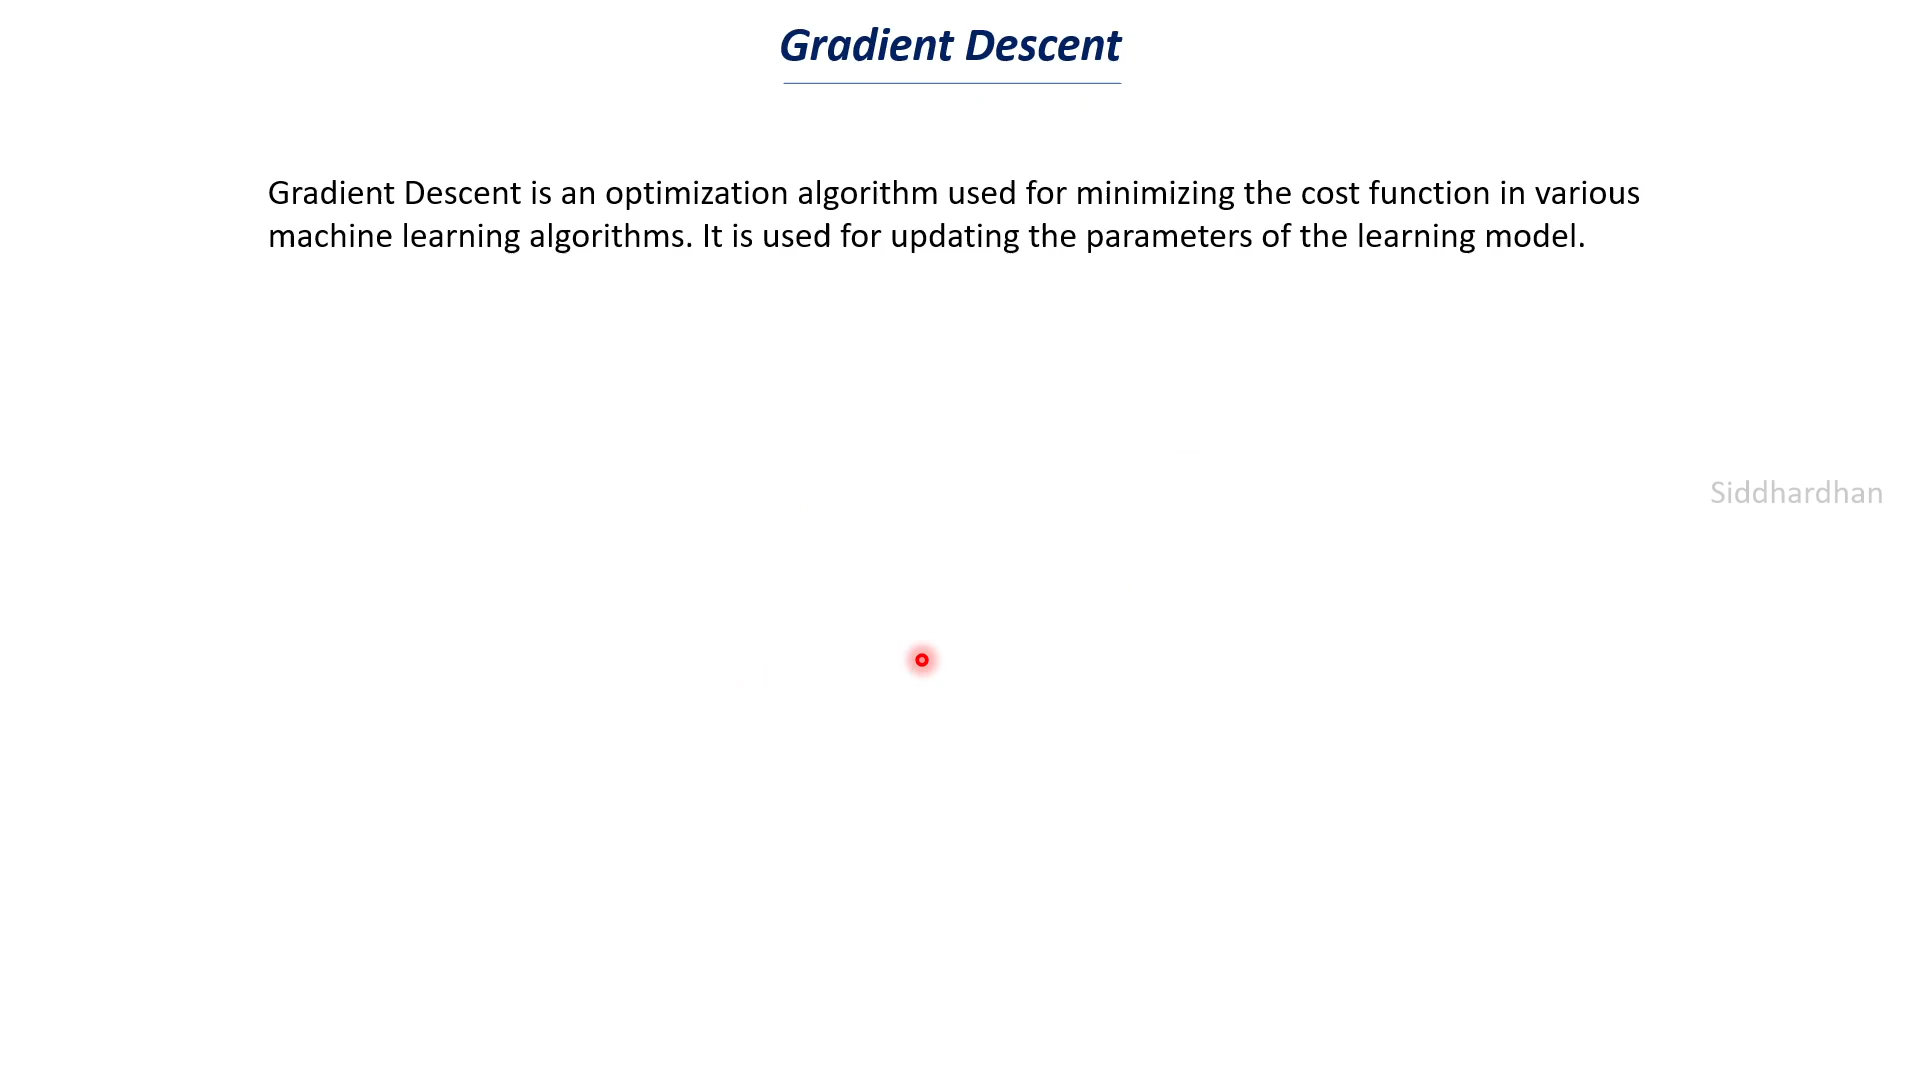 Gradient Descent
Gradient Descent is an optimization algorithm used for minimizing the cost function in various
machine learning algorithms. It is used for updating the parameters of the learning model.
Siddhardhan